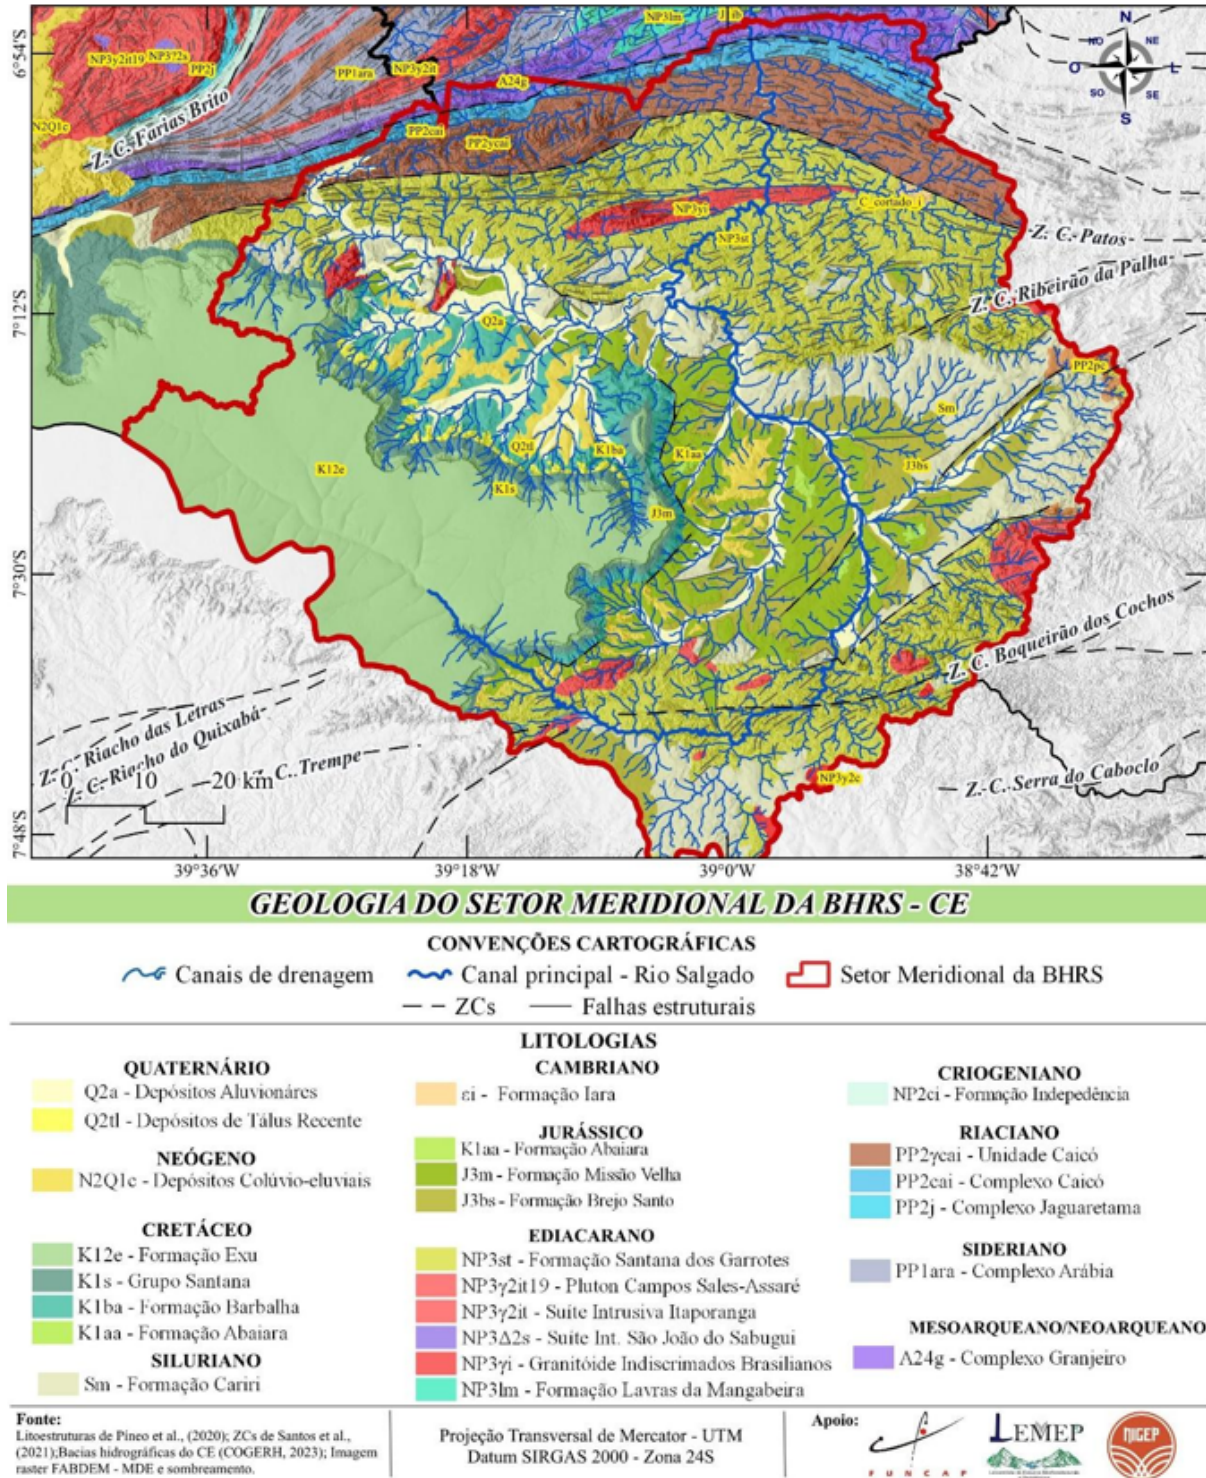 NP3lm
J_ib
N
NO
NE
O
L
SO
SE
S
6°54'S
7°12'S
7°30'S
7°48'S
NP3y2it19
NP3?2s
PP2j
PP1ara
NP3y2it
A24g
N2Q1c
Z. C. Farias Brito
PP2cai
PP2ycai
NP3yi
C_cortado_i
NP3st
Z. C. Patos
Z. C. Ribeirão da Palha
Q2a
PP2pc
Sm
Q2tl
K1ba
K1aa
J3bs
K12e
K1s
J3m
Z. C. Boqueirão dos Cochos
Z. C. Riacho das Letras
Z. C. Riacho do Quixabá
Z. C. Trempe
NP3y2c
Z. C. Serra do Caboclo
0 10 20 km
39°36'W 39°18'W 39°0'W 38°42'W
GEOLOGIA DO SETOR MERIDIONAL DA BHRS - CE
CONVENÇÕES CARTOGRÁFICAS
Canais de drenagem Canal principal - Rio Salgado Setor Meridional da BHRS
ZCs Falhas estruturais
LITOLOGIAS
QUATERNÁRIO
Q2a - Depósitos Aluvionáres
Q2tl - Depósitos de Tálus Recente
NEÓGENO
N2Q1c - Depósitos Colúvio-eluviais
CRETÁCEO
K12e - Formação Exu
K1s - Grupo Santana
K1ba - Formação Barbalha
K1aa - Formação Abaiara
SILURIANO
Sm - Formação Cariri
CAMBRIANO
εi - Formação Iara
JURÁSSICO
K1aa - Formação Abaiara
J3m - Formação Missão Velha
J3bs - Formação Brejo Santo
EDIACARANO
NP3st - Formação Santana dos Garrotes
NP3γ2it19 - Pluton Campos Sales-Assaré
NP3γ2it - Suíte Intrusiva Itaporanga
NP3Δ2s - Suíte Int. São João do Sabugui
NP3γi - Granitóide Indiscrimados Brasilianos
NP3lm - Formação Lavras da Mangabeira
CRIOGENIANO
NP2ci - Formação Indepedência
RIACIANO
PP2γcai - Unidade Caicó
PP2cai - Complexo Caicó
PP2j - Complexo Jaguaretama
SIDERIANO
PP1ara - Complexo Arábia
MESOARQUEANO/NEOARQUEANO
A24g - Complexo Granjeiro
Fonte:
Litoestruturas de Pineo et al., (2020); ZCs de Santos et al.,
(2021);Bacias hidrográficas do CE (COGERH, 2023); Imagem
raster FABDEM - MDE e sombreamento.
Projeção Transversal de Mercator - UTM
Datum SIRGAS 2000 - Zona 24S
Apoio:
FUNCAP
LEMEP
NIGEP